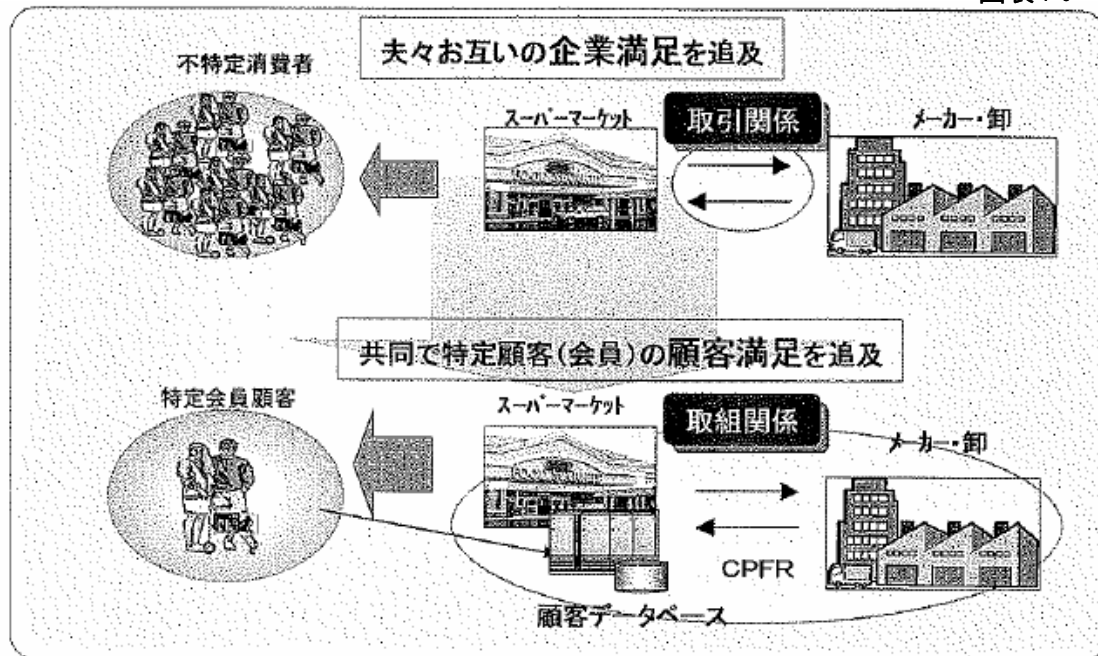 夫々お互いの企業満足を追及
不特定消費者
スーパーマーケット
取引関係
メーカー・卸
共同で特定顧客(会員)の顧客満足を追及
特定会員顧客
スーパーマーケット
取組関係
メーカー・卸
CPFR
顧客データベース